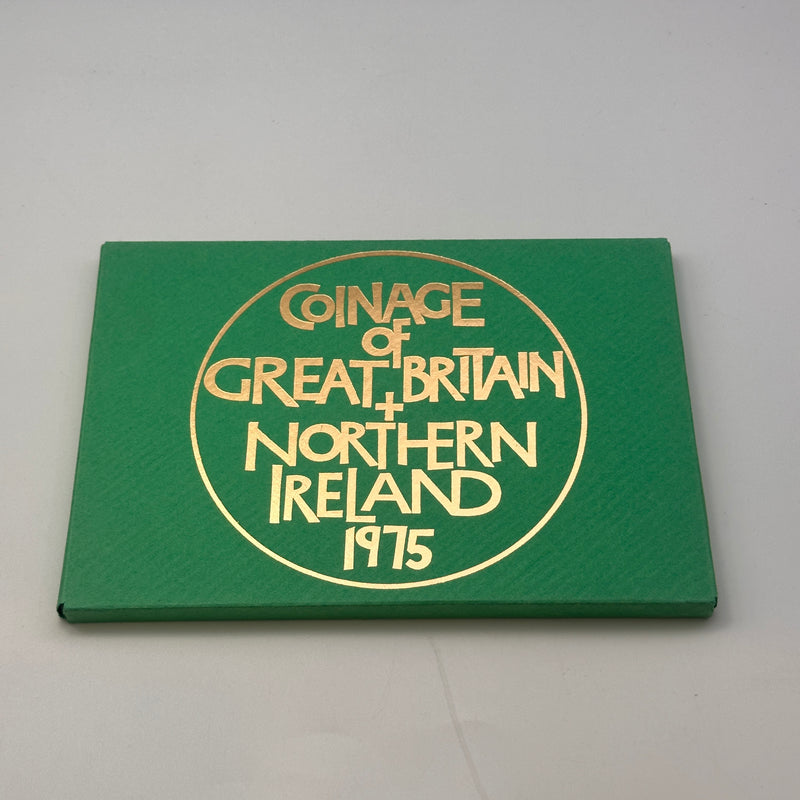 COINAGE
OF
GREAT BRITAIN
+
NORTHERN
IRELAND
1975